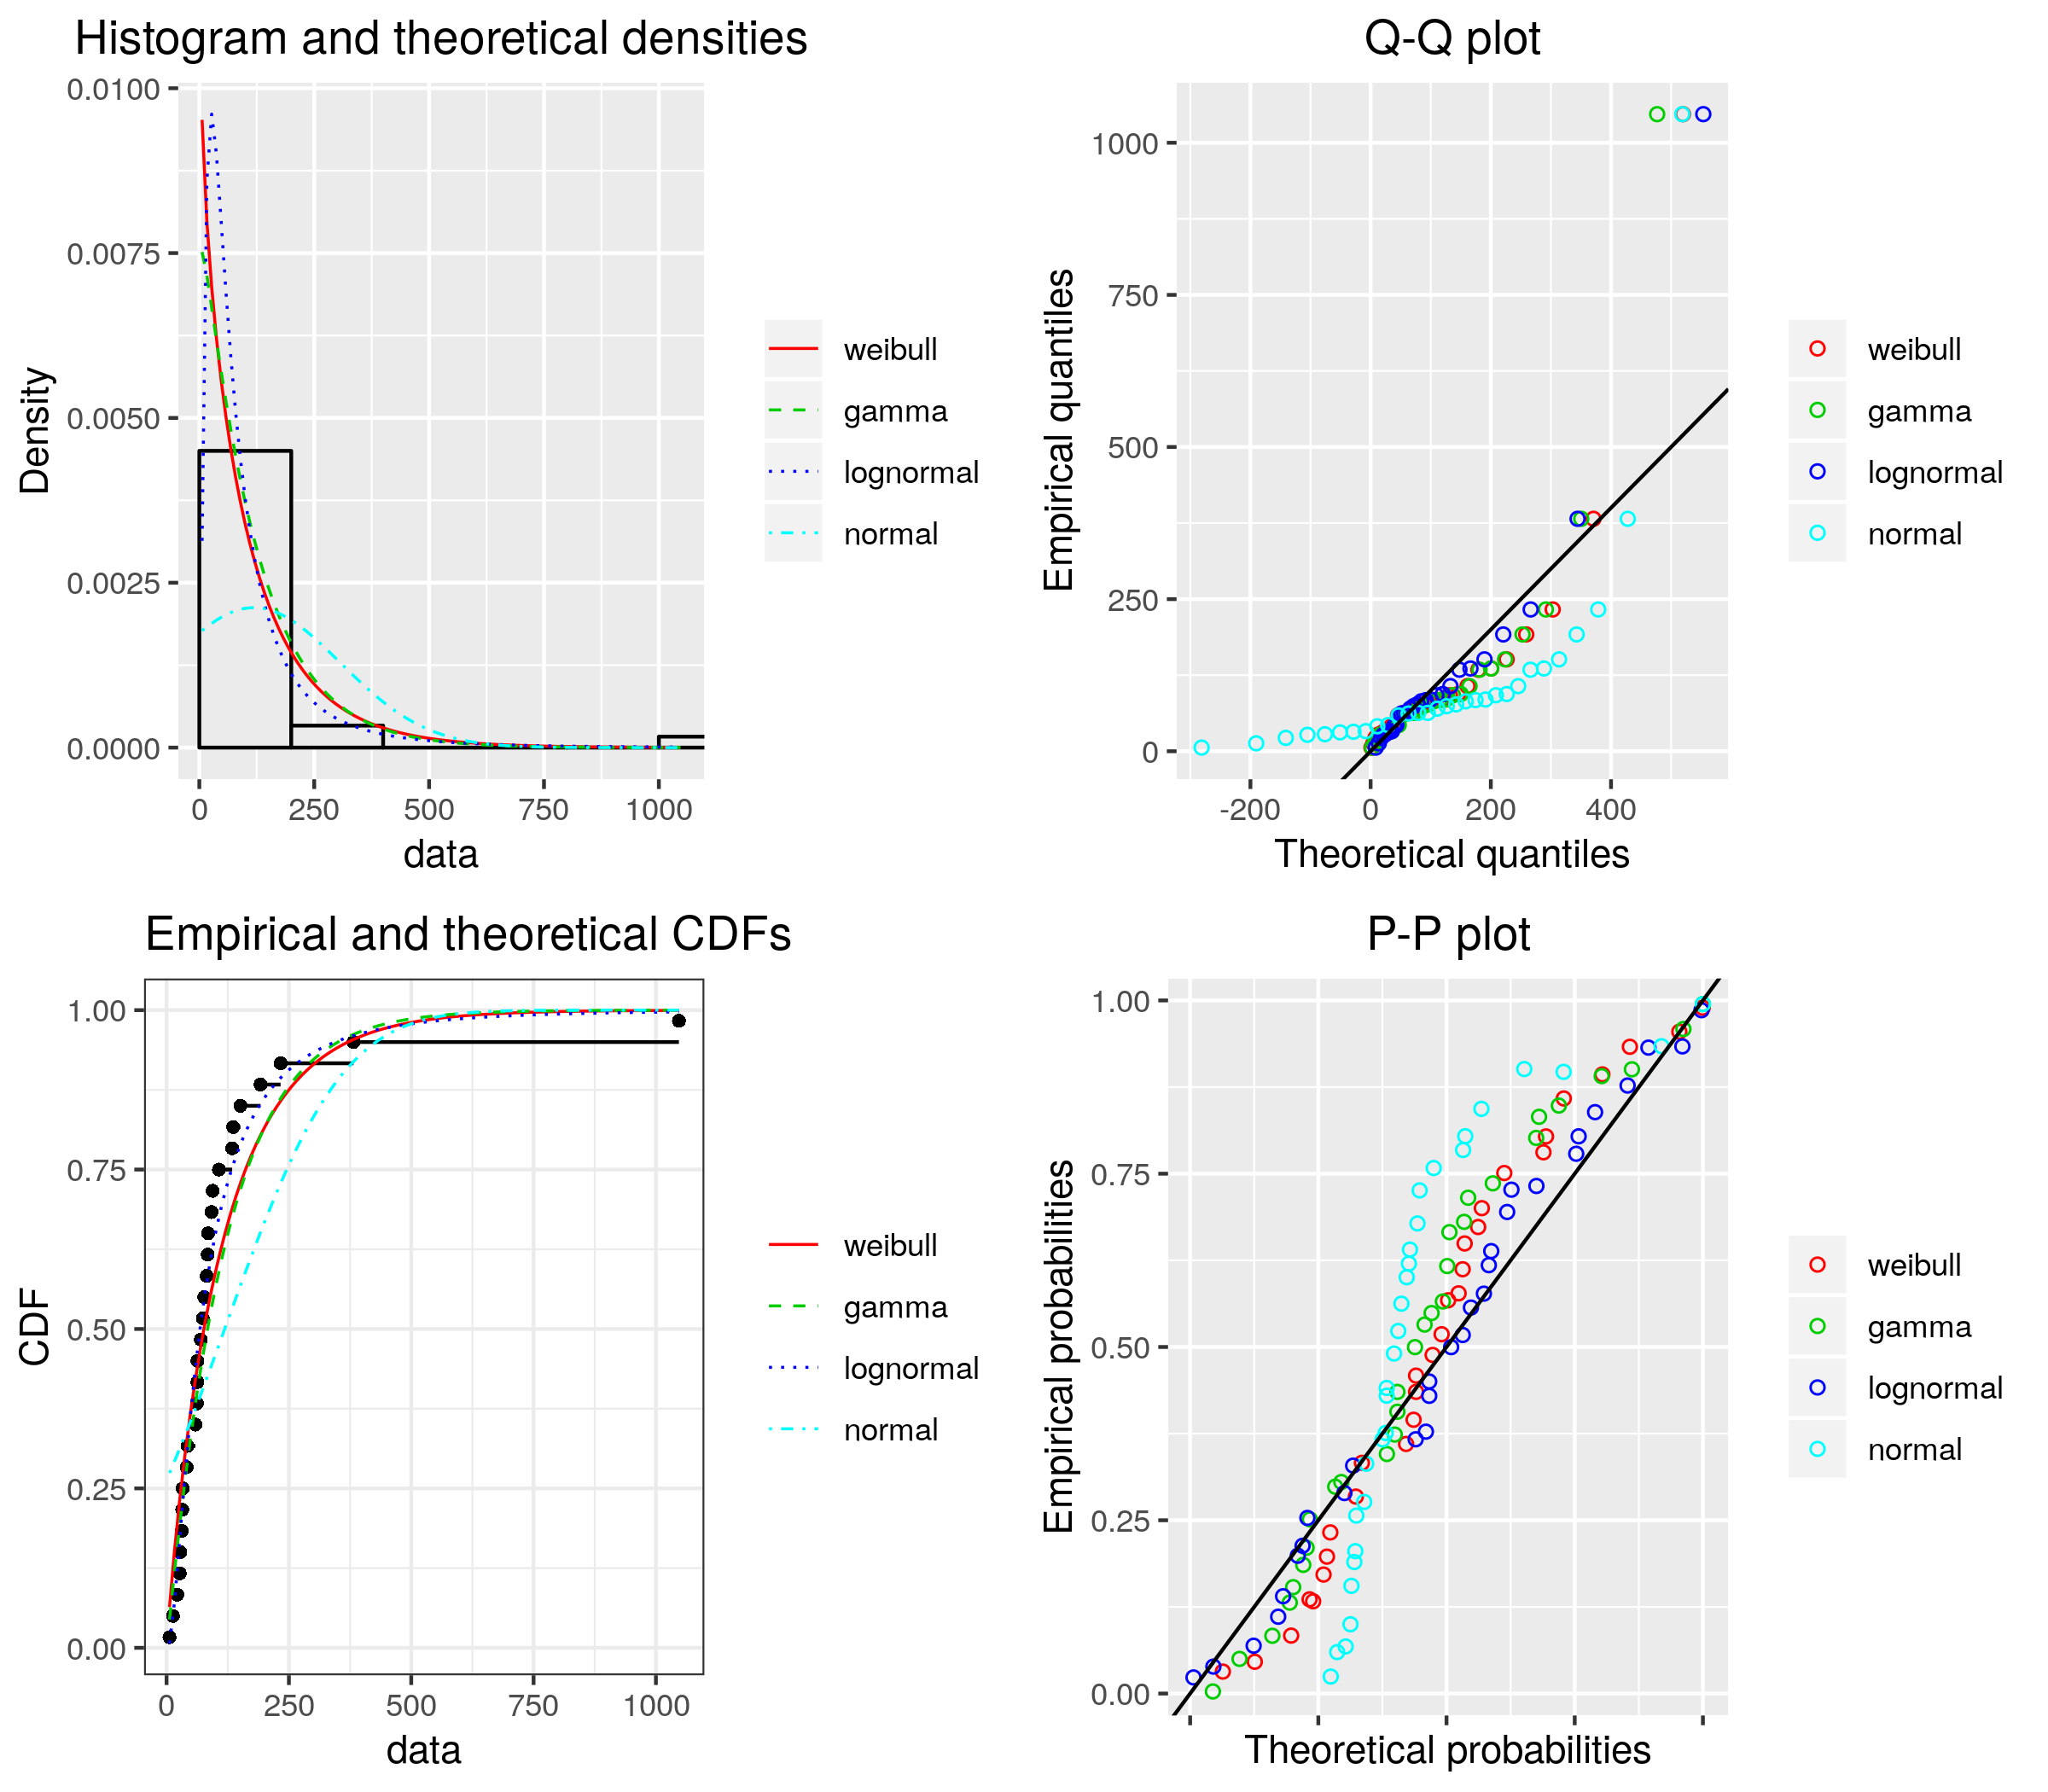 Histogram and theoretical densities
0.0100
0.0075
0.0050
0.0025
0.0000
Density
0 250 500 750 1000
data
weibull
gamma
lognormal
normal
Q-Q plot
1000
750
500
250
0
Empirical quantiles
-200 0 200 400
Theoretical quantiles
weibull
gamma
lognormal
normal
Empirical and theoretical CDFs
1.00
0.75
0.50
0.25
0.00
CDF
0 250 500 750 1000
data
weibull
gamma
lognormal
normal
P-P plot
1.00
0.75
0.50
0.25
0.00
Empirical probabilities
Theoretical probabilities
weibull
gamma
lognormal
normal